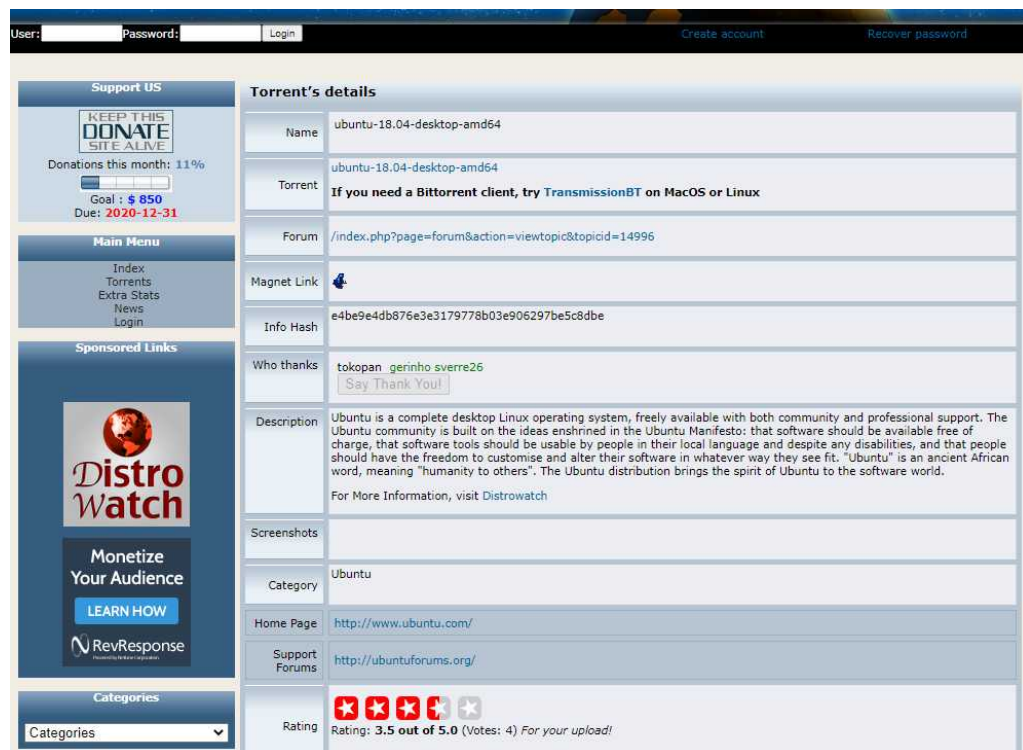 User: Password: Login Create account Recover password
Support US
KEEP THIS
DONATE
SITE ALIVE
Donations this month: 11%
Goal : $ 850
Due: 2020-12-31
Main Menu
Index
Torrents
Extra Stats
News
Login
Sponsored Links
Distro
Watch
Monetize
Your Audience
LEARN HOW
RevResponse
Categories
Categories
Torrent's details
Name ubuntu-18.04-desktop-amd64
Torrent ubuntu-18.04-desktop-amd64
If you need a Bittorrent client, try TransmissionBT on MacOS or Linux
Forum /index.php?page=forum&action=viewtopic&topicid=14996
Magnet Link
Info Hash e4be9e4db876e3e3179778b03e906297be5c8dbe
Who thanks tokopan gerinho sverre26
Say Thank You!
Description Ubuntu is a complete desktop Linux operating system, freely available with both community and professional support. The
Ubuntu community is built on the ideas enshrined in the Ubuntu Manifesto: that software should be available free of
charge, that software tools should be usable by people in their local language and despite any disabilities, and that people
should have the freedom to customise and alter their software in whatever way they see fit. "Ubuntu" is an ancient African
word, meaning "humanity to others". The Ubuntu distribution brings the spirit of Ubuntu to the software world.
For More Information, visit Distrowatch
Screenshots
Category Ubuntu
Home Page http://www.ubuntu.com/
Support
Forums http://ubuntuforums.org/
Rating Rating: 3.5 out of 5.0 (Votes: 4) For your upload!